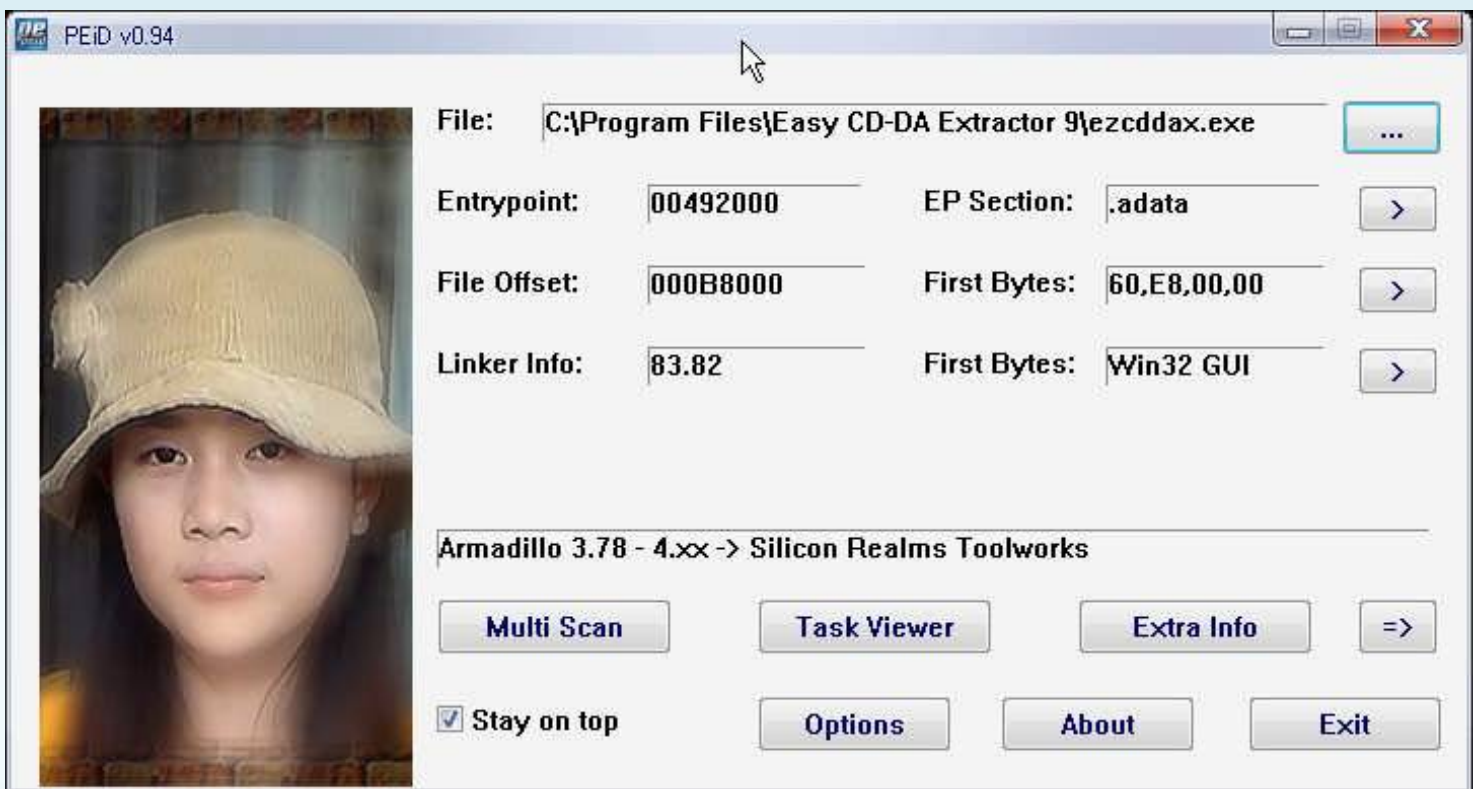 PEiD v0.94
File: C:\Program Files\Easy CD-DA Extractor 9\ezcddax.exe ...
Entrypoint: 00492000 EP Section: .adata >
File Offset: 000B8000 First Bytes: 60,E8,00,00 >
Linker Info: 83.82 First Bytes: Win32 GUI >
Armadillo 3.78 - 4.xx -> Silicon Realms Toolworks
Multi Scan Task Viewer Extra Info =>
Stay on top Options About Exit